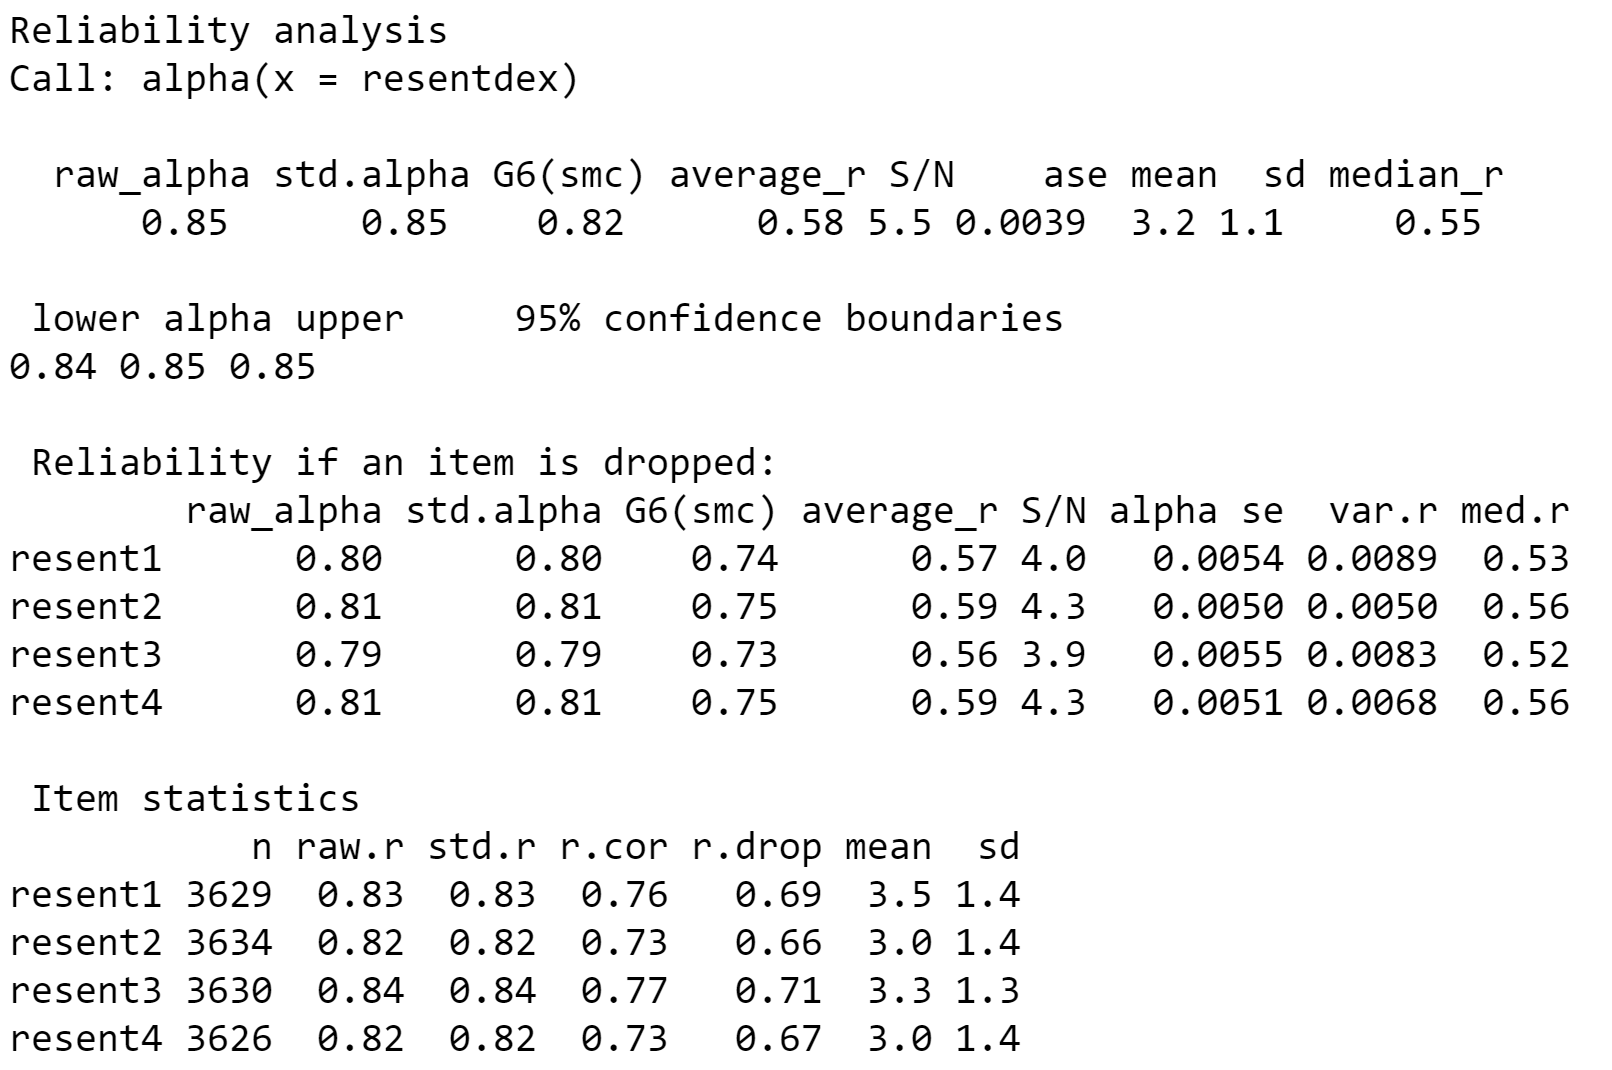 Reliability analysis
Call: alpha(x = resentdex)

  raw_alpha std.alpha G6(smc) average_r S/N    ase mean  sd median_r
      0.85      0.85    0.82      0.58 5.5 0.0039  3.2 1.1     0.55

 lower alpha upper     95% confidence boundaries
0.84 0.85 0.85

 Reliability if an item is dropped:
        raw_alpha std.alpha G6(smc) average_r S/N alpha se  var.r med.r
resent1      0.80      0.80    0.74      0.57 4.0   0.0054 0.0089  0.53
resent2      0.81      0.81    0.75      0.59 4.3   0.0050 0.0050  0.56
resent3      0.79      0.79    0.73      0.56 3.9   0.0055 0.0083  0.52
resent4      0.81      0.81    0.75      0.59 4.3   0.0051 0.0068  0.56

 Item statistics
           n raw.r std.r r.cor r.drop mean  sd
resent1 3629  0.83  0.83  0.76   0.69  3.5 1.4
resent2 3634  0.82  0.82  0.73   0.66  3.0 1.4
resent3 3630  0.84  0.84  0.77   0.71  3.3 1.3
resent4 3626  0.82  0.82  0.73   0.67  3.0 1.4